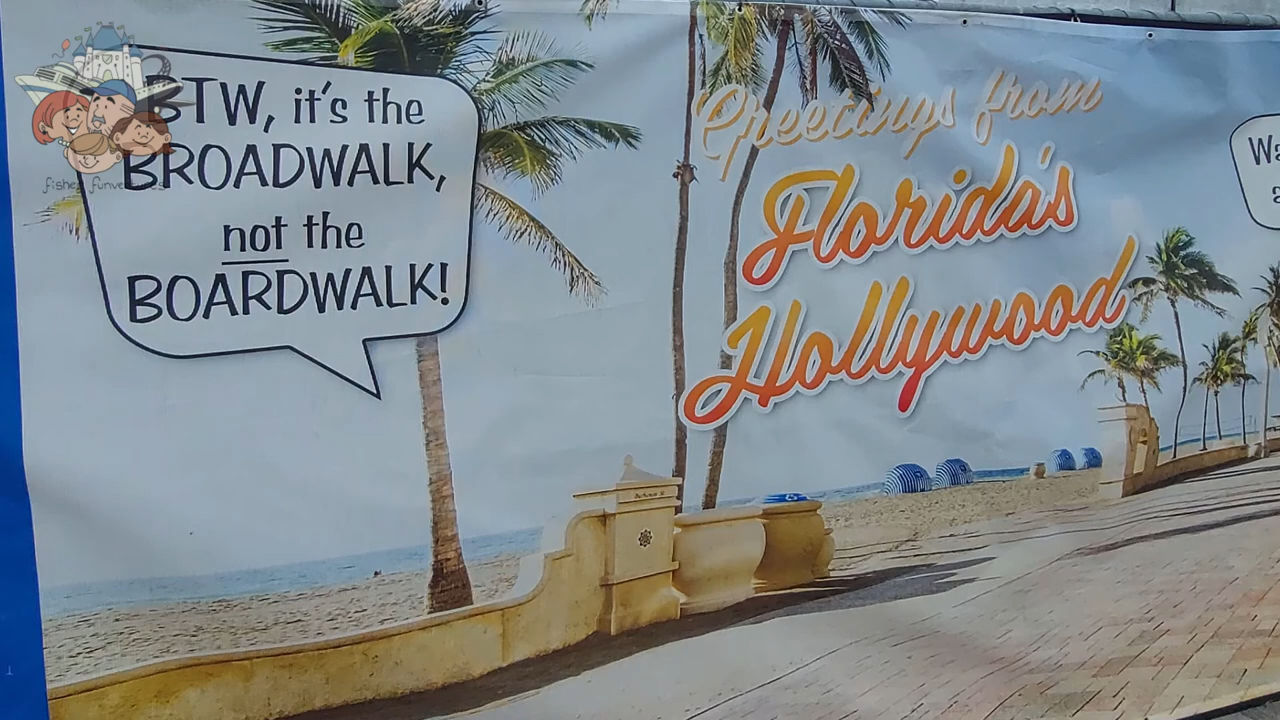 BTW, it's the
BROADWALK,
not the
BOARDWALK!
Greetings from
Florida's
Hollywood